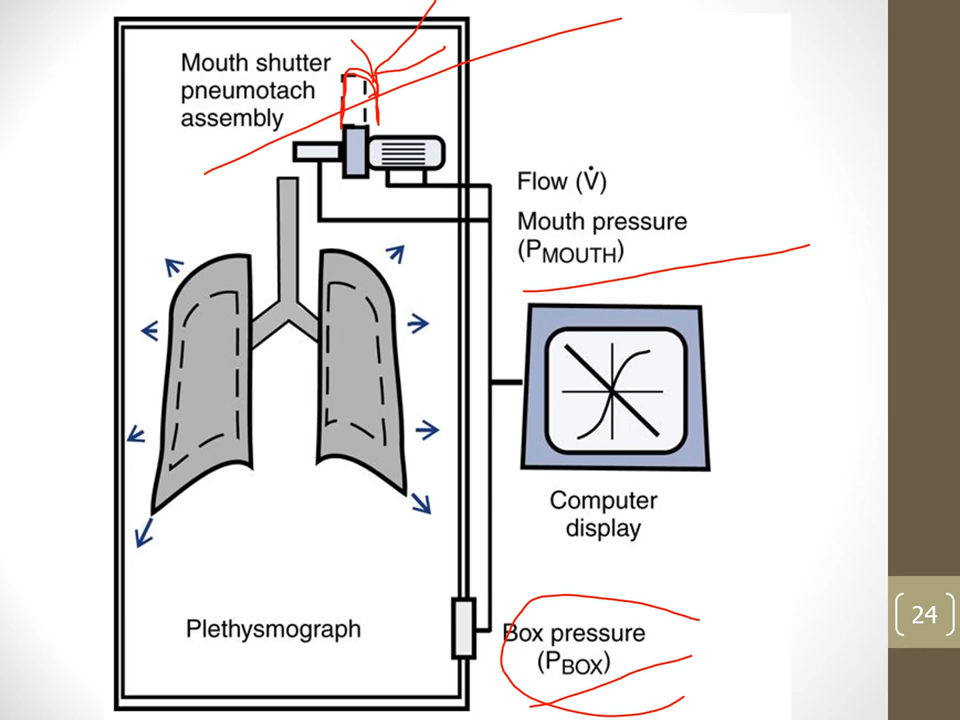 Mouth shutter
pneumotach
assembly
Flow (V̇)
Mouth pressure
(PMOUTH)
Computer
display
Plethysmograph
Box pressure
(PBOX)
24